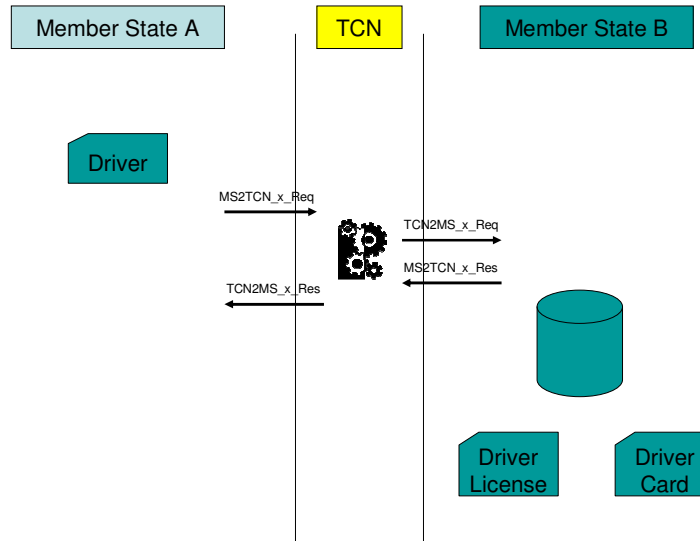 Member State A
TCN
Member State B
Driver
MS2TCN_x_Req
TCN2MS_x_Req
MS2TCN_x_Res
TCN2MS_x_Res
Driver
License
Driver
Card